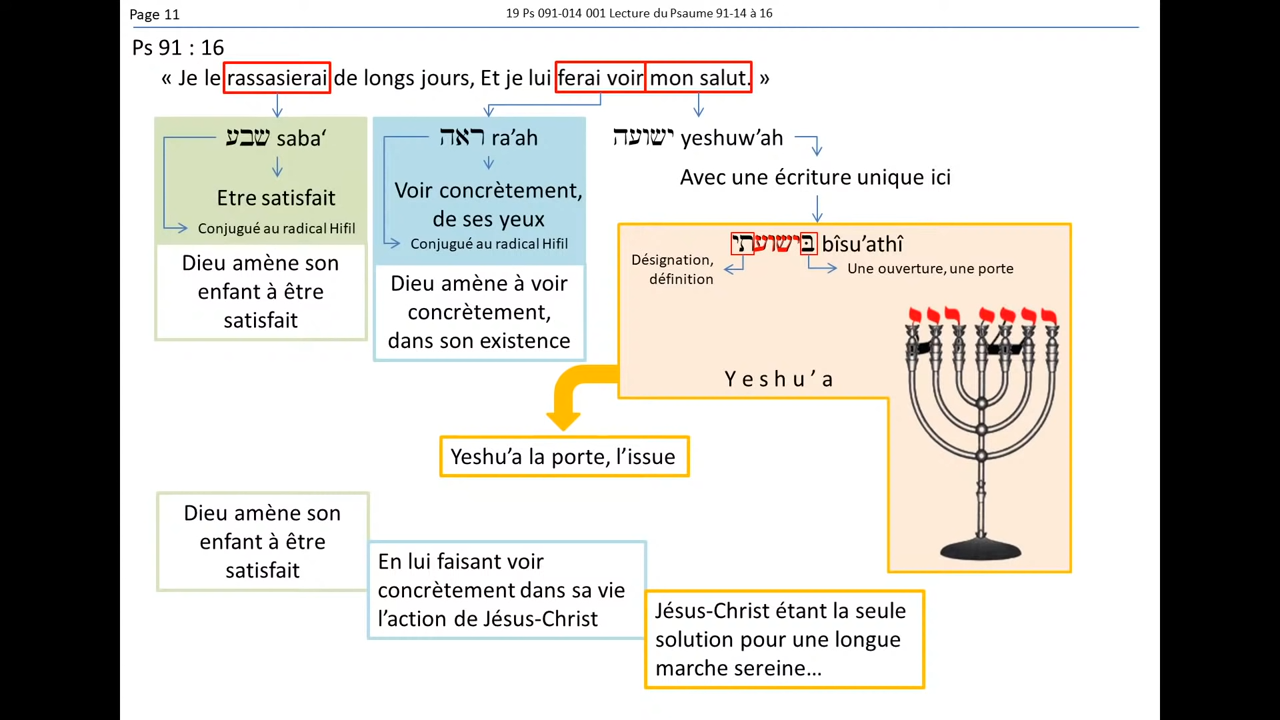 Page 11
19 Ps 091-014 001 Lecture du Psaume 91-14 à 16
Ps 91 : 16
« Je le rassasierai de longs jours, Et je lui ferai voir mon salut. »
שבע saba‘
Etre satisfait
Conjugué au radical Hifil
Dieu amène son
enfant à être
satisfait
ראה ra’ah
Voir concrètement,
de ses yeux
Conjugué au radical Hifil
Dieu amène à voir
concrètement,
dans son existence
ישועה yeshuw’ah
Avec une écriture unique ici
בּישועתי bîsu’athî
Désignation,
définition
Une ouverture, une porte
Y e s h u ’ a
Yeshu’a la porte, l’issue
Dieu amène son
enfant à être
satisfait
En lui faisant voir
concrètement dans sa vie
l’action de Jésus-Christ
Jésus-Christ étant la seule
solution pour une longue
marche sereine...